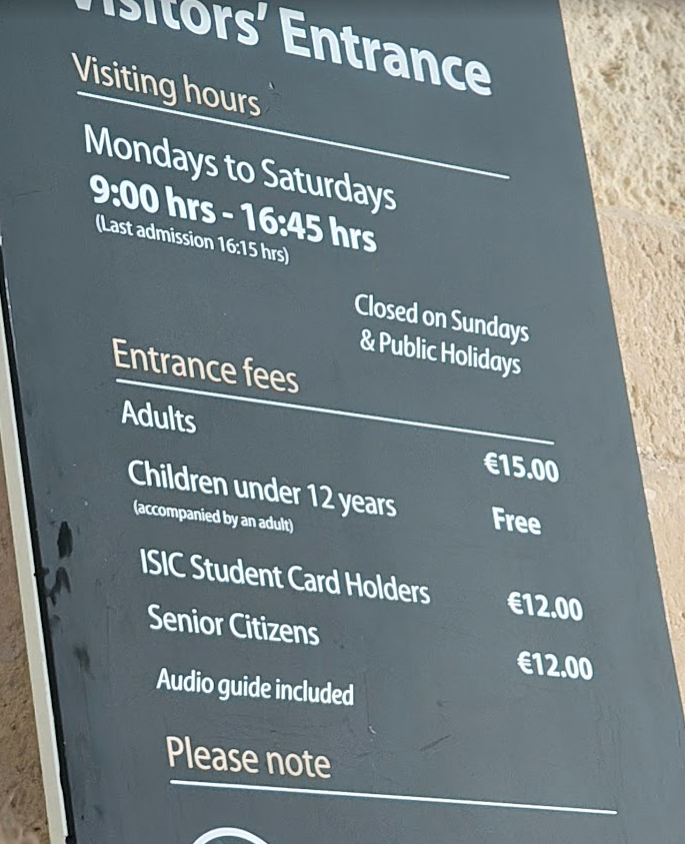 Visitors' Entrance
Visiting hours
Mondays to Saturdays
9:00 hrs - 16:45 hrs
(Last admission 16:15 hrs)
Closed on Sundays
& Public Holidays
Entrance fees
Adults €15.00
Children under 12 years Free
(accompanied by an adult)
ISIC Student Card Holders €12.00
Senior Citizens €12.00
Audio guide included
Please note